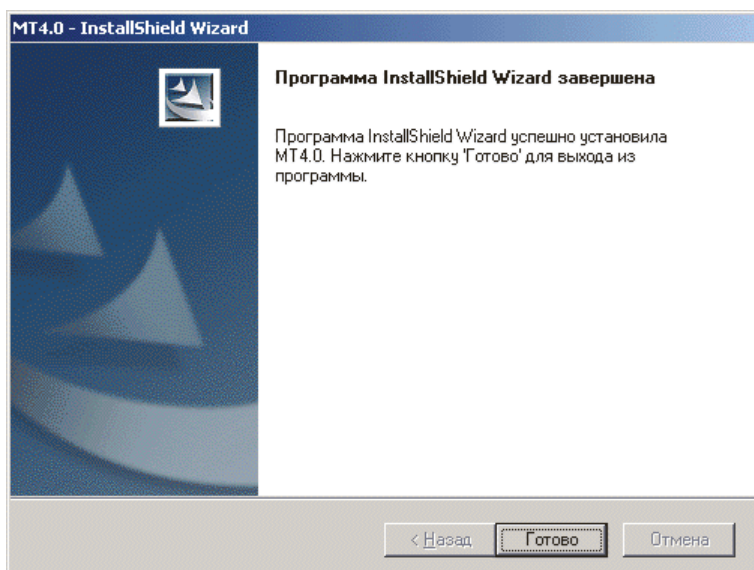 MT4.0 - InstallShield Wizard
Программа InstallShield Wizard завершена
Программа InstallShield Wizard успешно установила
MT4.0. Нажмите кнопку 'Готово' для выхода из
программы.
< Назад
Готово
Отмена